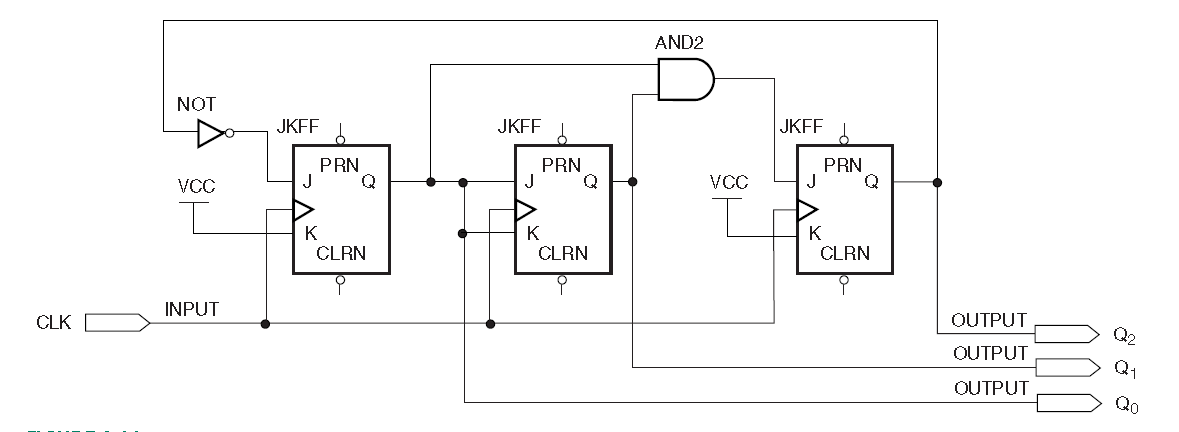 AND2
NOT
JKFF
JKFF
JKFF
PRN
J Q
K
CLRN
PRN
J Q
K
CLRN
PRN
J Q
K
CLRN
VCC
VCC
CLK
INPUT
OUTPUT
Q2
OUTPUT
Q1
OUTPUT
Q0